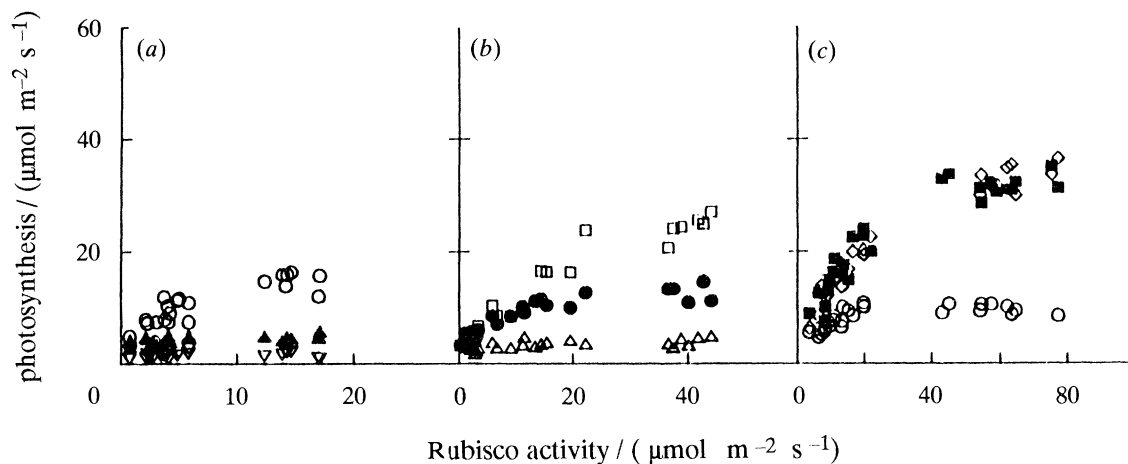 photosynthesis / (μmol m−2 s−1)
60
40
20
(a)
(b)
(c)
0 10 20
0 20 40
0 40 80
Rubisco activity / ( μmol m−2 s−1)